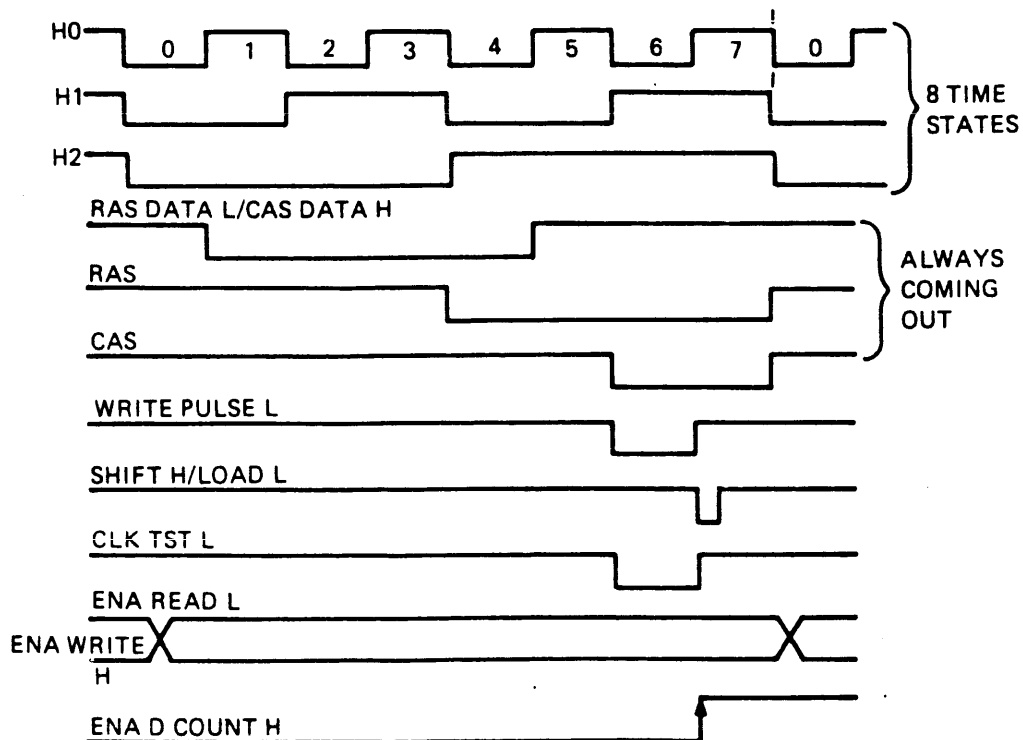 H0 0 1 2 3 4 5 6 7 0
H1
8 TIME
STATES
H2
RAS DATA L/CAS DATA H
RAS
ALWAYS
COMING
OUT
CAS
WRITE PULSE L
SHIFT H/LOAD L
CLK TST L
ENA READ L
ENA WRITE
H
ENA D COUNT H